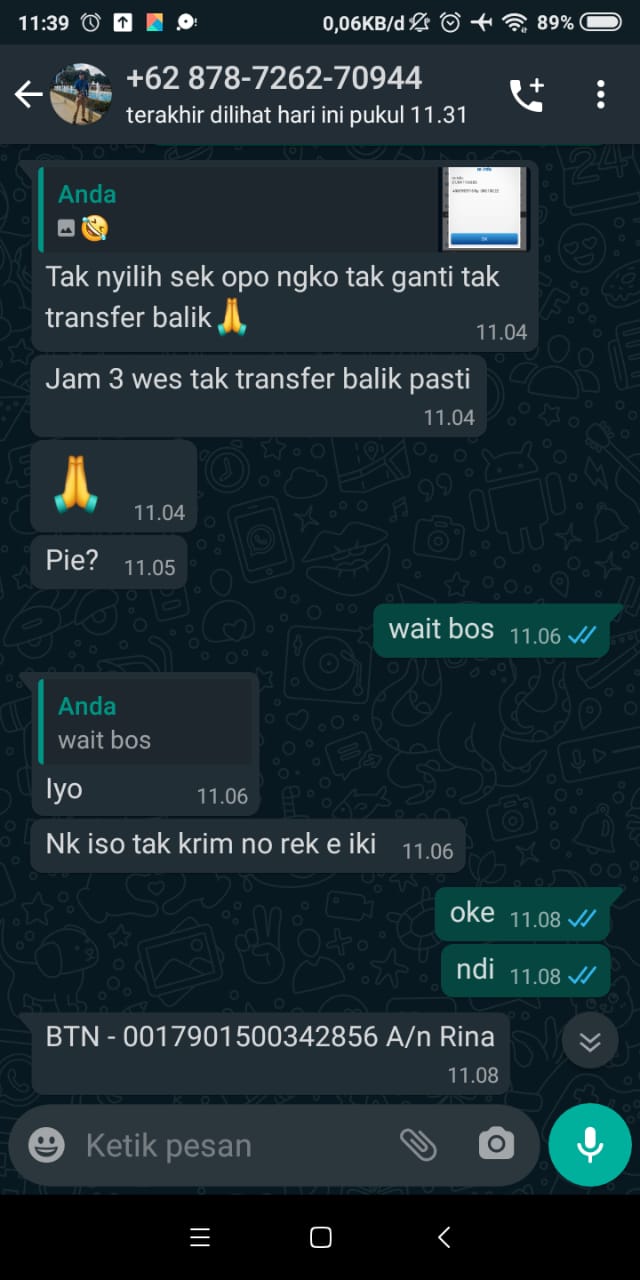 11:39
0,06KB/d
89%
+62 878-7262-70944
terakhir dilihat hari ini pukul 11.31
Anda
🤣
OK
Tak nyilih sek opo ngko tak ganti tak
transfer balik🙏
11.04
Jam 3 wes tak transfer balik pasti
11.04
🙏
11.04
Pie? 11.05
wait bos 11.06
Anda
wait bos
Iyo 11.06
Nk iso tak krim no rek e iki 11.06
oke 11.08
ndi 11.08
BTN - 0017901500342856 A/n Rina
11.08
Ketik pesan